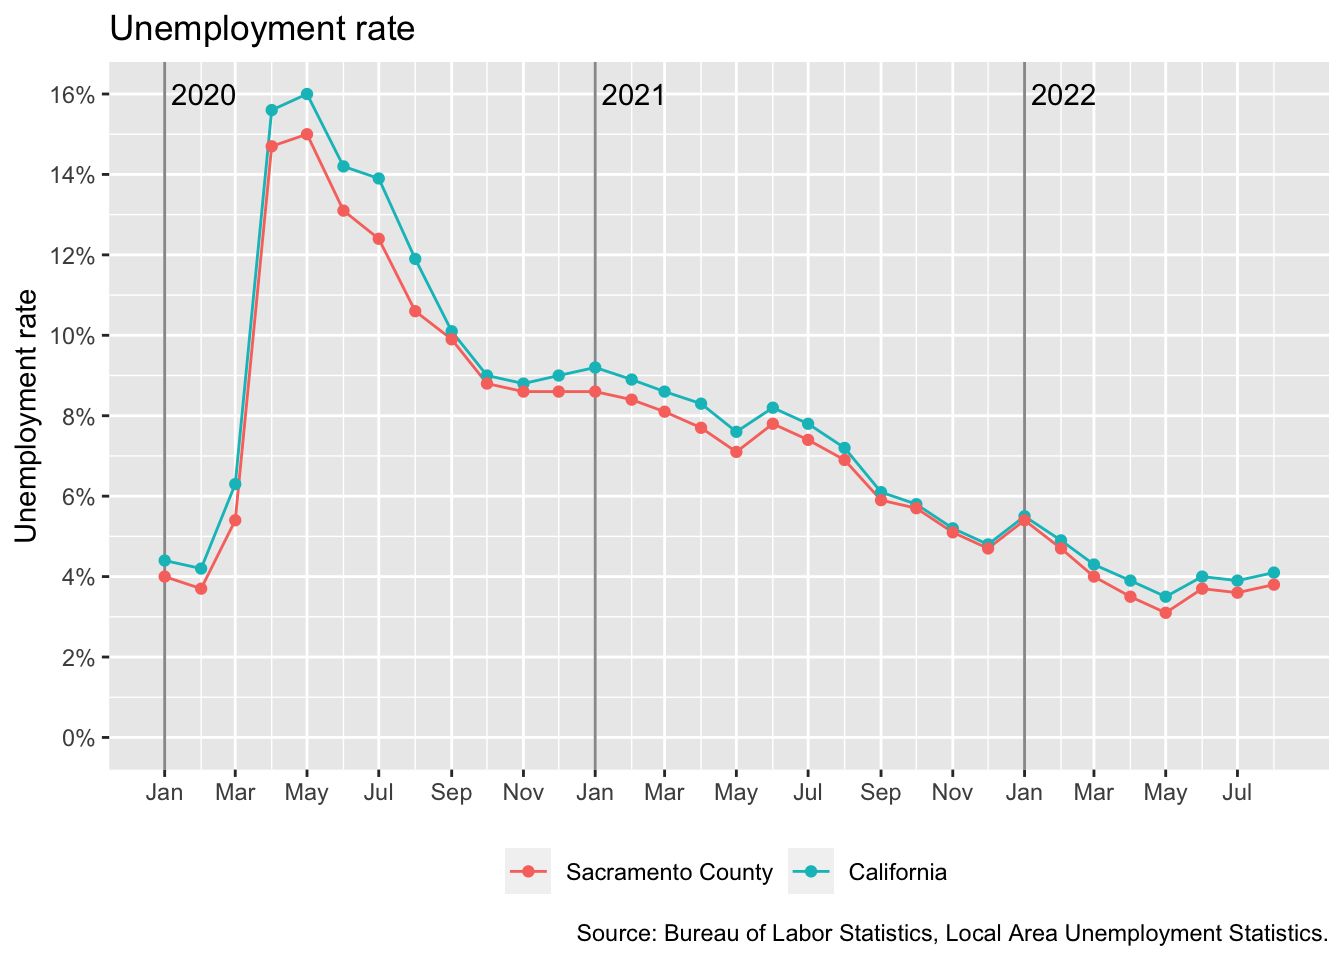 Unemployment rate
Unemployment rate
16%
14%
12%
10%
8%
6%
4%
2%
0%
2020 2021 2022
Jan Mar May Jul Sep Nov Jan Mar May Jul Sep Nov Jan Mar May Jul
Sacramento County California
Source: Bureau of Labor Statistics, Local Area Unemployment Statistics.